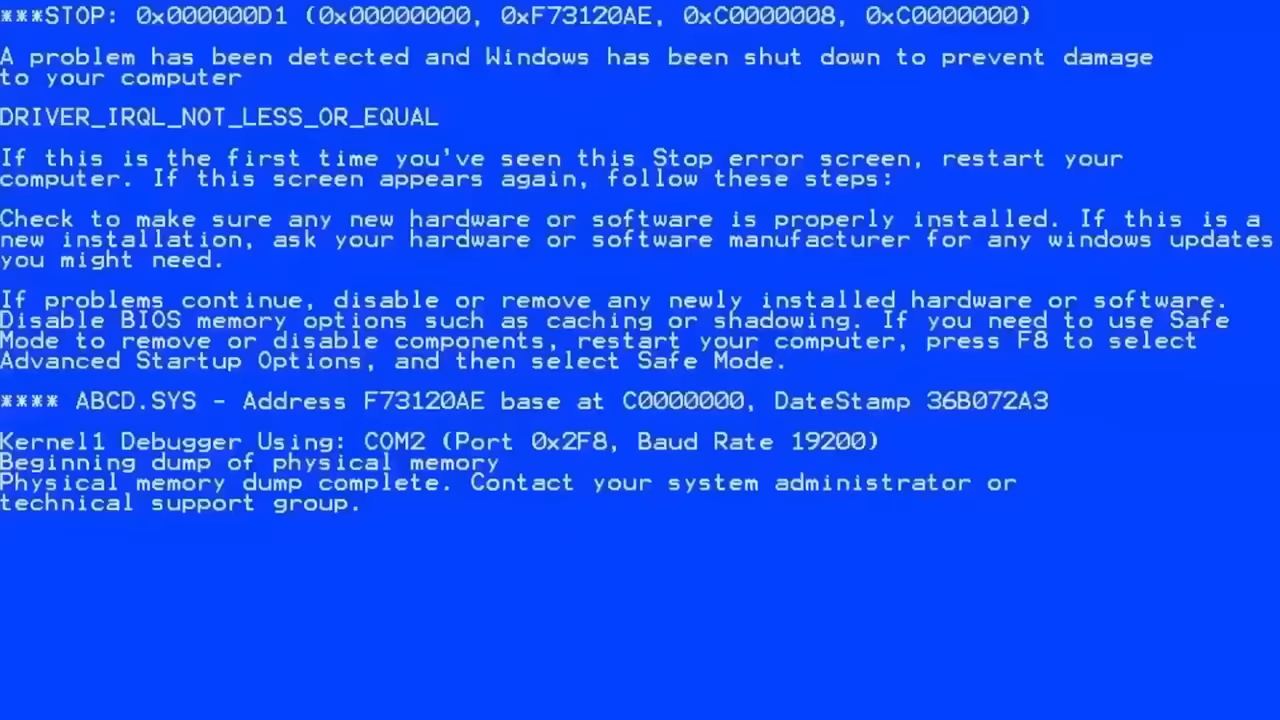 ***STOP: 0x000000D1 (0x00000000, 0xF73120AE, 0xC0000008, 0xC0000000)
A problem has been detected and Windows has been shut down to prevent damage
to your computer
DRIVER_IRQL_NOT_LESS_OR_EQUAL
If this is the first time you've seen this Stop error screen, restart your
computer. If this screen appears again, follow these steps:
Check to make sure any new hardware or software is properly installed. If this is a
new installation, ask your hardware or software manufacturer for any windows updates
you might need.
If problems continue, disable or remove any newly installed hardware or software.
Disable BIOS memory options such as caching or shadowing. If you need to use Safe
Mode to remove or disable components, restart your computer, press F8 to select
Advanced Startup Options, and then select Safe Mode.
**** ABCD.SYS - Address F73120AE base at C0000000, DateStamp 36B072A3
Kernel1 Debugger Using: COM2 (Port 0x2F8, Baud Rate 19200)
Beginning dump of physical memory
Physical memory dump complete. Contact your system administrator or
technical support group.